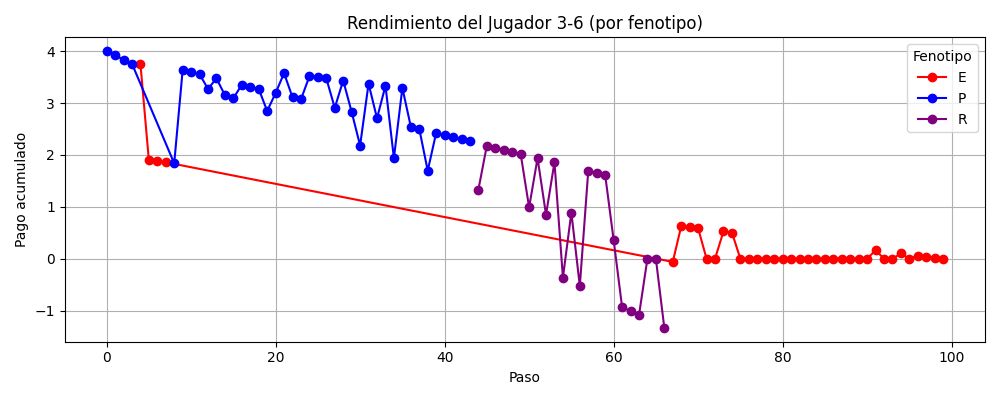 Rendimiento del Jugador 3-6 (por fenotipo)
Pago acumulado
4
3
2
1
0
−1
Fenotipo
E
P
R
0 20 40 60 80 100
Paso